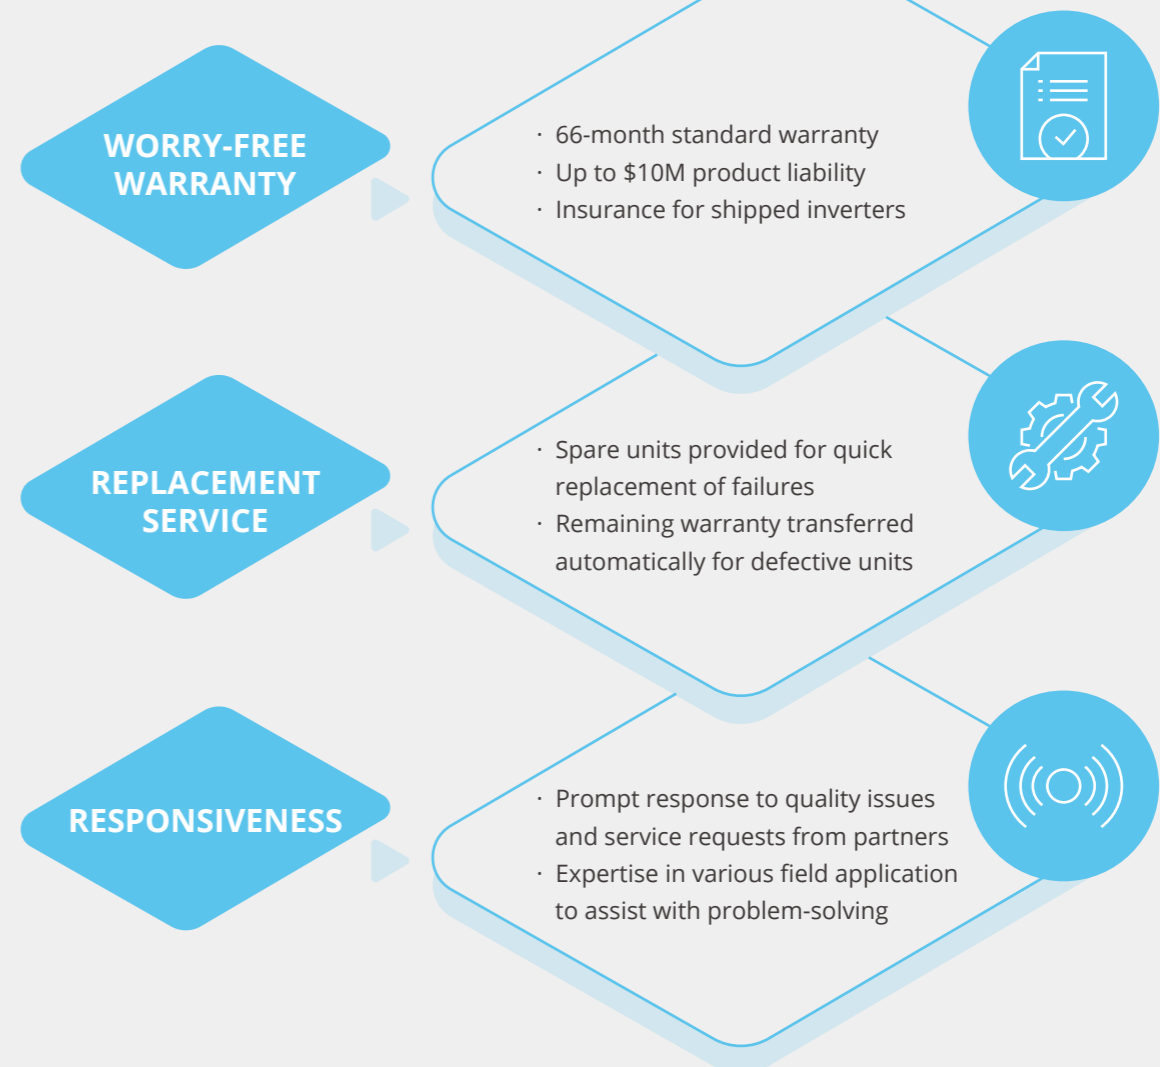 WORRY-FREE
WARRANTY
· 66-month standard warranty
· Up to $10M product liability
· Insurance for shipped inverters
REPLACEMENT
SERVICE
· Spare units provided for quick
replacement of failures
· Remaining warranty transferred
automatically for defective units
RESPONSIVENESS
· Prompt response to quality issues
and service requests from partners
· Expertise in various field application
to assist with problem-solving